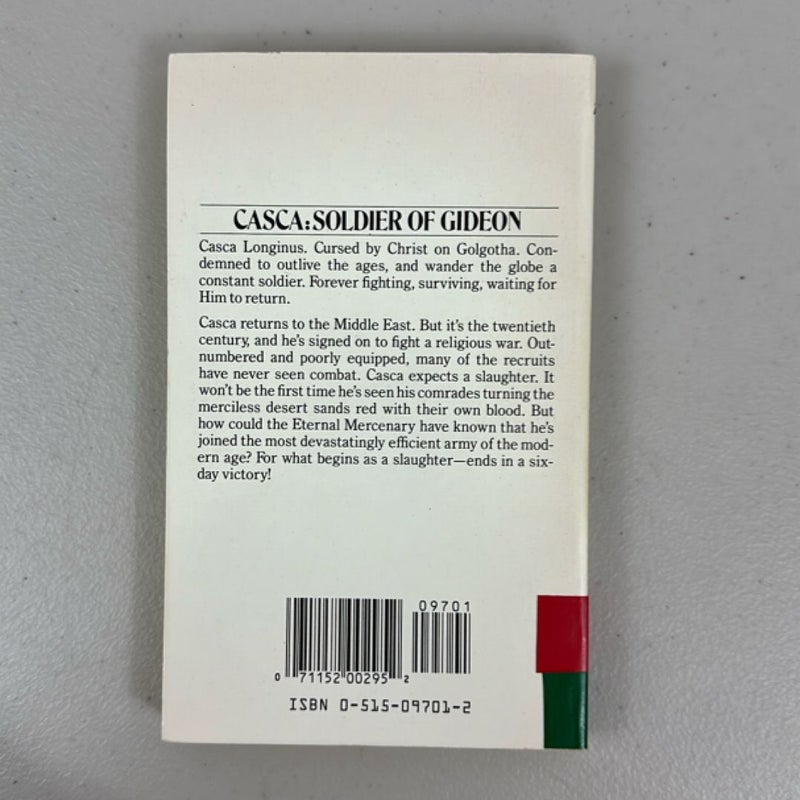 CASCA: SOLDIER OF GIDEON
Casca Longinus. Cursed by Christ on Golgotha. Con-
demned to outlive the ages, and wander the globe a
constant soldier. Forever fighting, surviving, waiting for
Him to return.
Casca returns to the Middle East. But it's the twentieth
century, and he's signed on to fight a religious war. Out-
numbered and poorly equipped, many of the recruits
have never seen combat. Casca expects a slaughter. It
won't be the first time he's seen his comrades turning the
merciless desert sands red with their own blood. But
how could the Eternal Mercenary have known that he's
joined the most devastatingly efficient army of the mod-
ern age? For what begins as a slaughter—ends in a six-
day victory!
09701
0 71152 00295 2
ISBN 0-515-09701-2